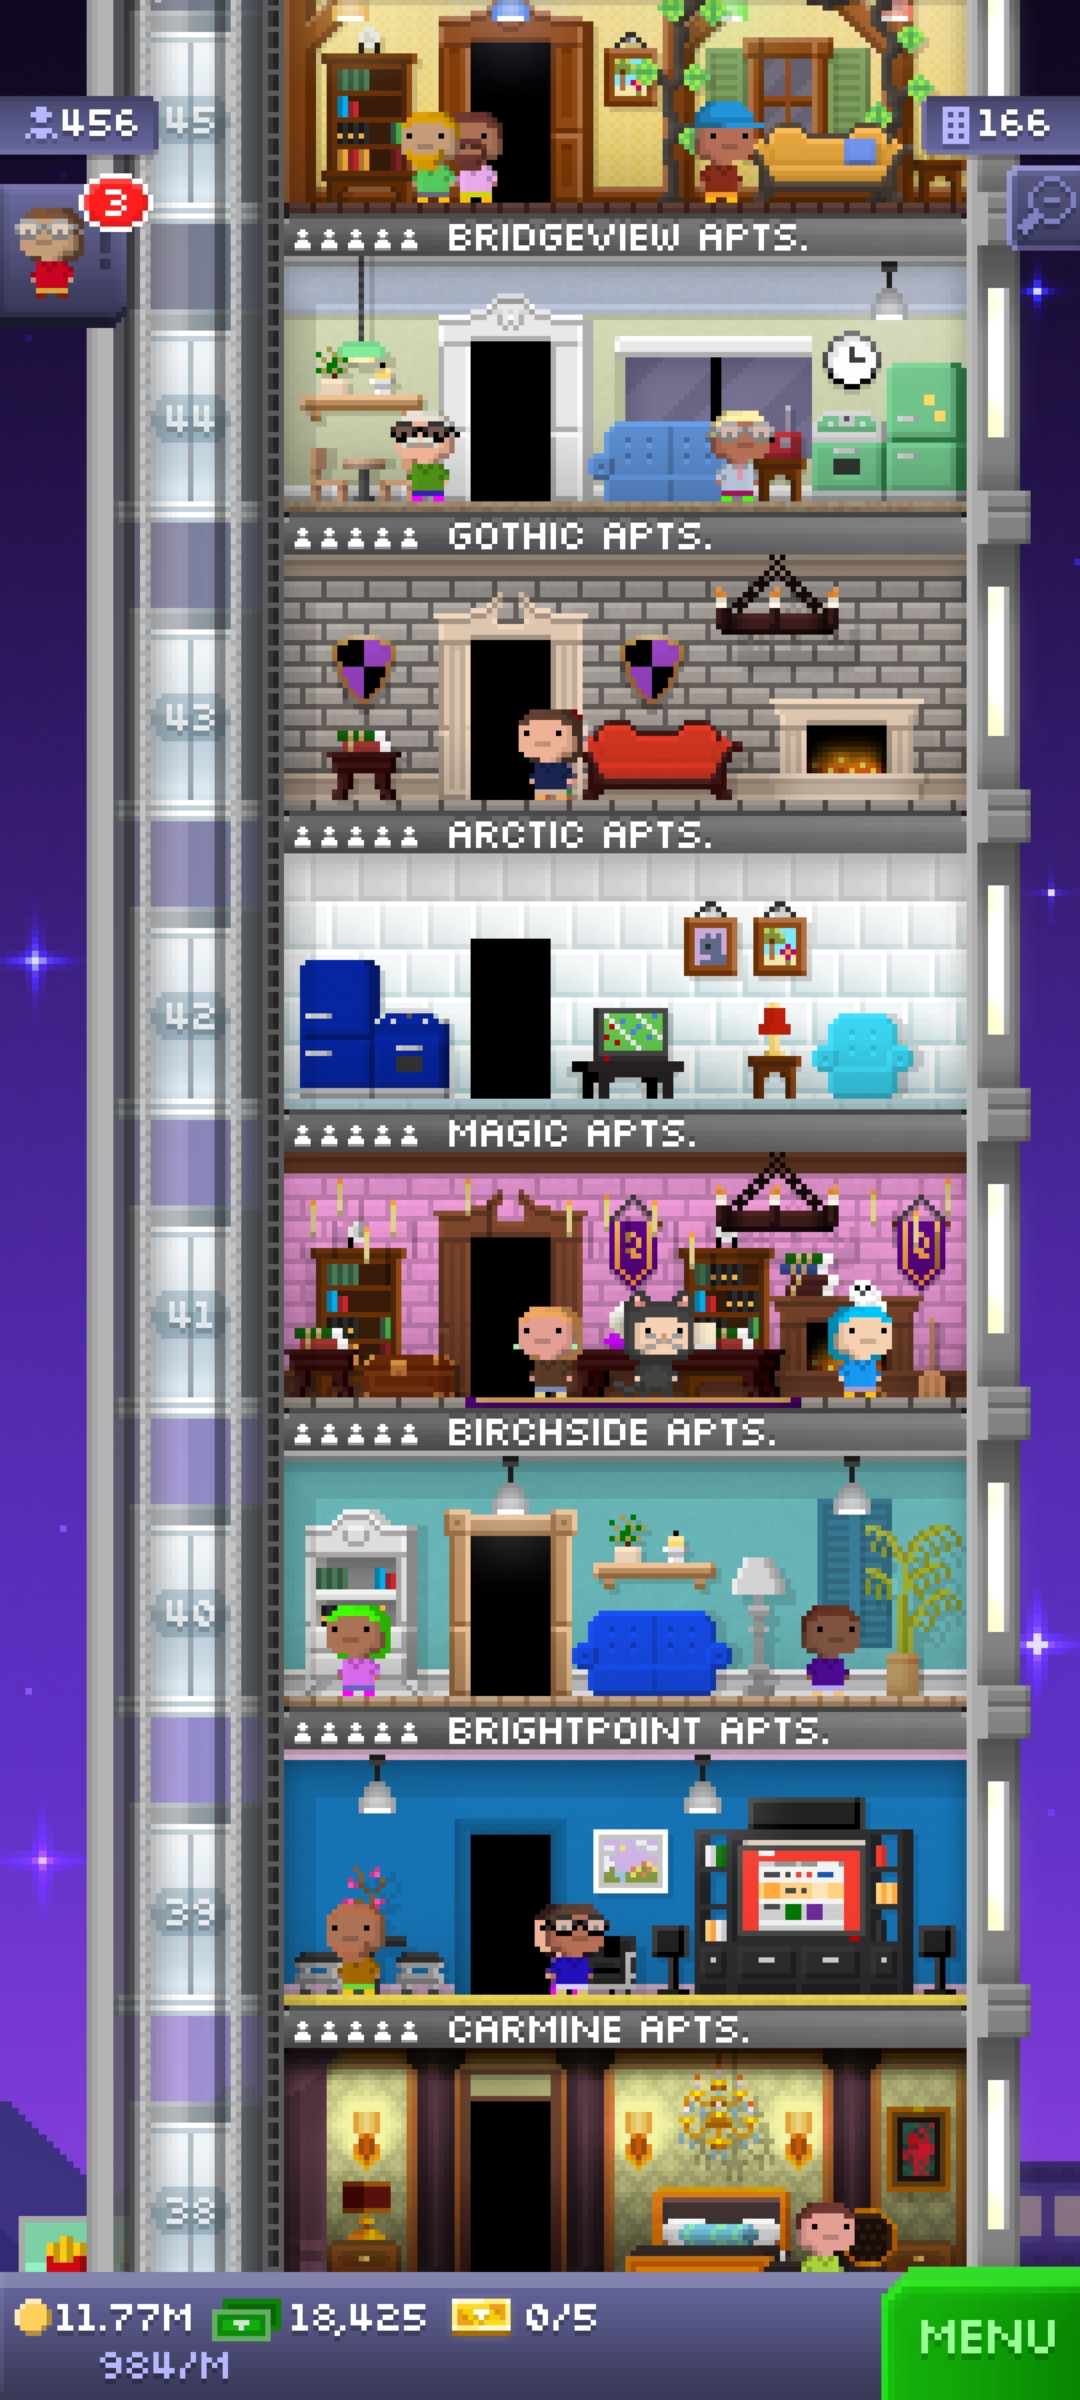 456
45
166
3
BRIDGEVIEW APTS.
44
GOTHIC APTS.
43
ARCTIC APTS.
42
MAGIC APTS.
41
BIRCHSIDE APTS.
40
BRIGHTPOINT APTS.
39
CARMINE APTS.
38
11.77M 18,425 0/5
984/M
MENU